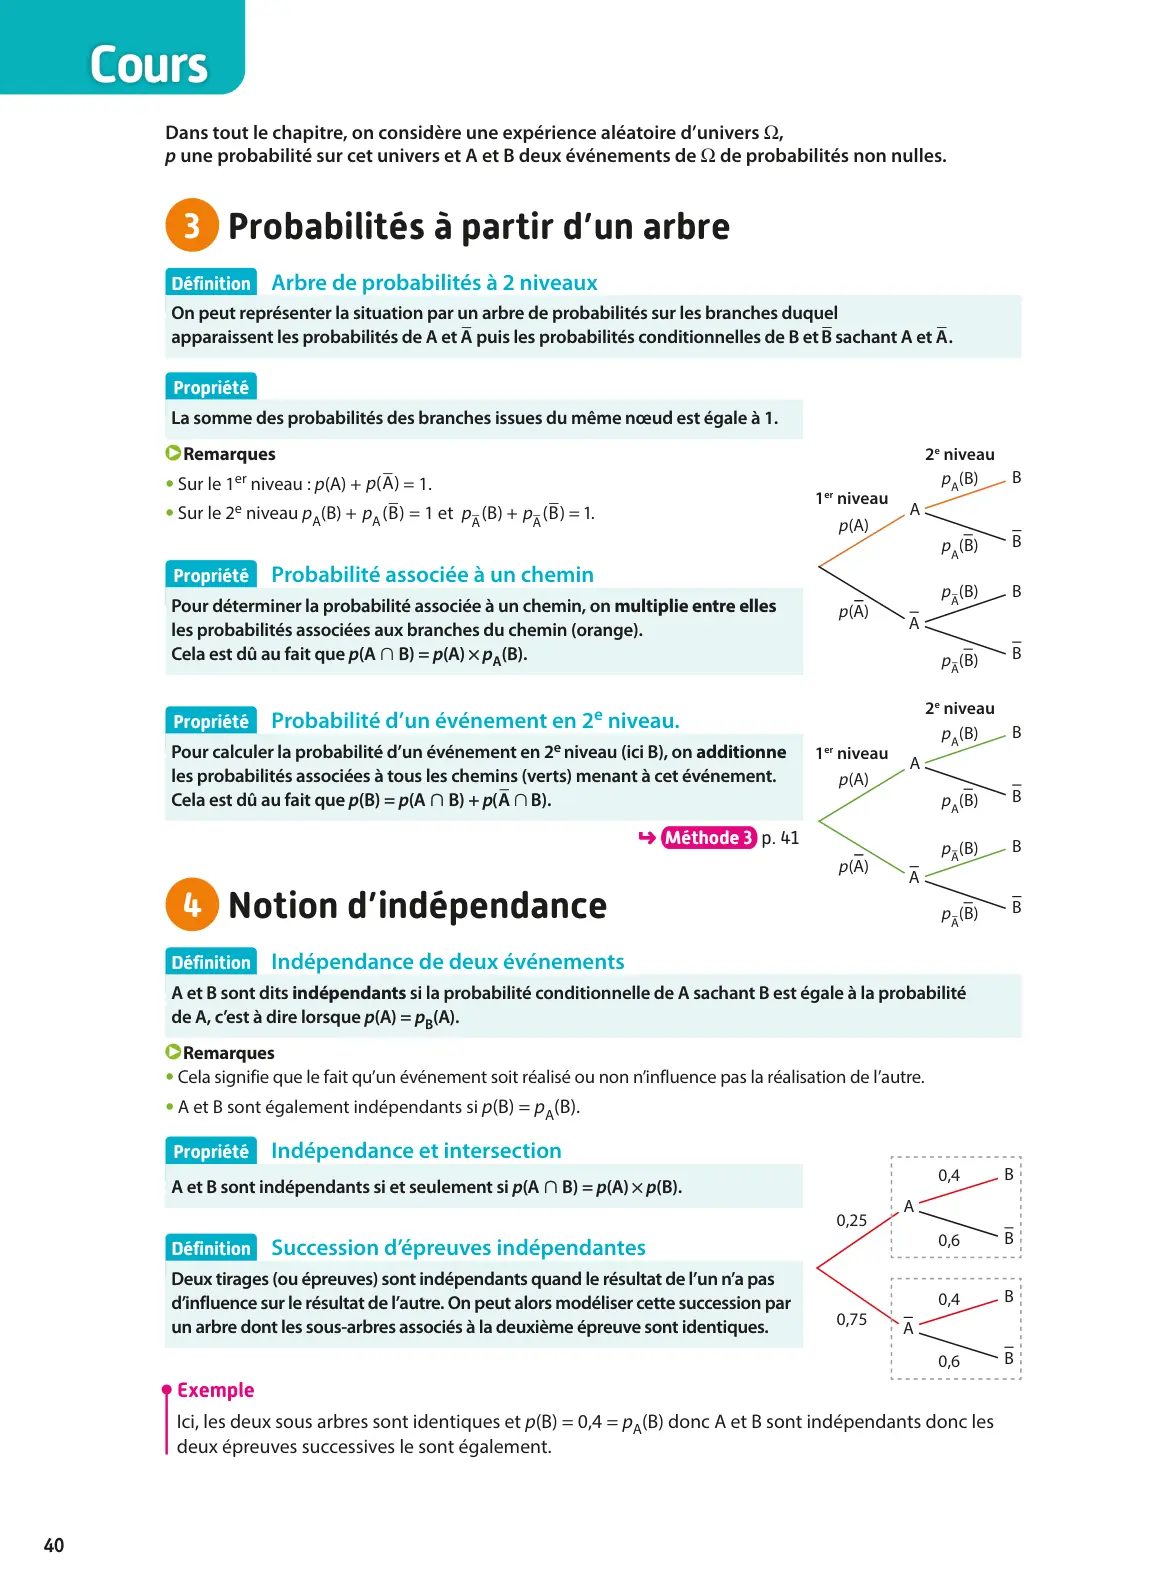 Cours
Dans tout le chapitre, on considère une expérience aléatoire d’univers Ω,
p une probabilité sur cet univers et A et B deux événements de Ω de probabilités non nulles.
3 Probabilités à partir d’un arbre
Définition Arbre de probabilités à 2 niveaux
On peut représenter la situation par un arbre de probabilités sur les branches duquel
apparaissent les probabilités de A et A̅ puis les probabilités conditionnelles de B et B̅ sachant A et A̅.
Propriété
La somme des probabilités des branches issues du même nœud est égale à 1.
Remarques
• Sur le 1er niveau : p(A) + p(A̅) = 1.
• Sur le 2e niveau p_A(B) + p_A(B̅) = 1 et p_A̅(B) + p_A̅(B̅) = 1.
2e niveau
1er niveau
p_A(B) B
A
p(A)
p_A(B̅) B̅
p_A̅(B) B
p(A̅)
A̅
p_A̅(B̅) B̅
Propriété Probabilité associée à un chemin
Pour déterminer la probabilité associée à un chemin, on multiplie entre elles
les probabilités associées aux branches du chemin (orange).
Cela est dû au fait que p(A ∩ B) = p(A) × p_A(B).
Propriété Probabilité d’un événement en 2e niveau.
Pour calculer la probabilité d’un événement en 2e niveau (ici B), on additionne
les probabilités associées à tous les chemins (verts) menant à cet événement.
Cela est dû au fait que p(B) = p(A ∩ B) + p(A̅ ∩ B).
Méthode 3 p. 41
2e niveau
p_A(B) B
1er niveau
A
p(A)
p_A(B̅) B̅
p_A̅(B) B
p(A̅)
A̅
p_A̅(B̅) B̅
4 Notion d’indépendance
Définition Indépendance de deux événements
A et B sont dits indépendants si la probabilité conditionnelle de A sachant B est égale à la probabilité
de A, c’est à dire lorsque p(A) = p_B(A).
Remarques
• Cela signifie que le fait qu’un événement soit réalisé ou non n’influence pas la réalisation de l’autre.
• A et B sont également indépendants si p(B) = p_A(B).
Propriété Indépendance et intersection
A et B sont indépendants si et seulement si p(A ∩ B) = p(A) × p(B).
Définition Succession d’épreuves indépendantes
Deux tirages (ou épreuves) sont indépendants quand le résultat de l’un n’a pas
d’influence sur le résultat de l’autre. On peut alors modéliser cette succession par
un arbre dont les sous-arbres associés à la deuxième épreuve sont identiques.
0,4 B
A
0,25
0,6 B̅
0,4 B
0,75
A̅
0,6 B̅
Exemple
Ici, les deux sous arbres sont identiques et p(B) = 0,4 = p_A(B) donc A et B sont indépendants donc les
deux épreuves successives le sont également.
40